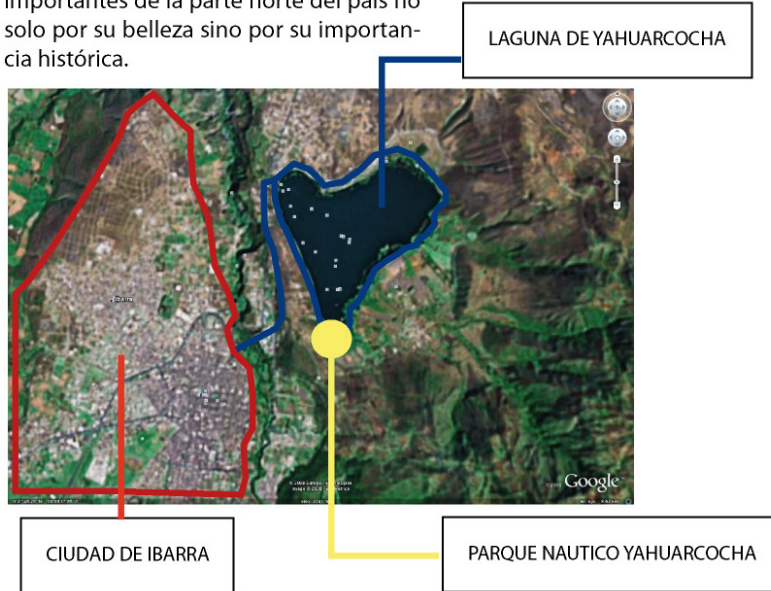 importantes de la parte norte del país no
solo por su belleza sino por su importan-
cia histórica.
LAGUNA DE YAHUARCOCHA
Ibarra
Google
CIUDAD DE IBARRA
PARQUE NAUTICO YAHUARCOCHA